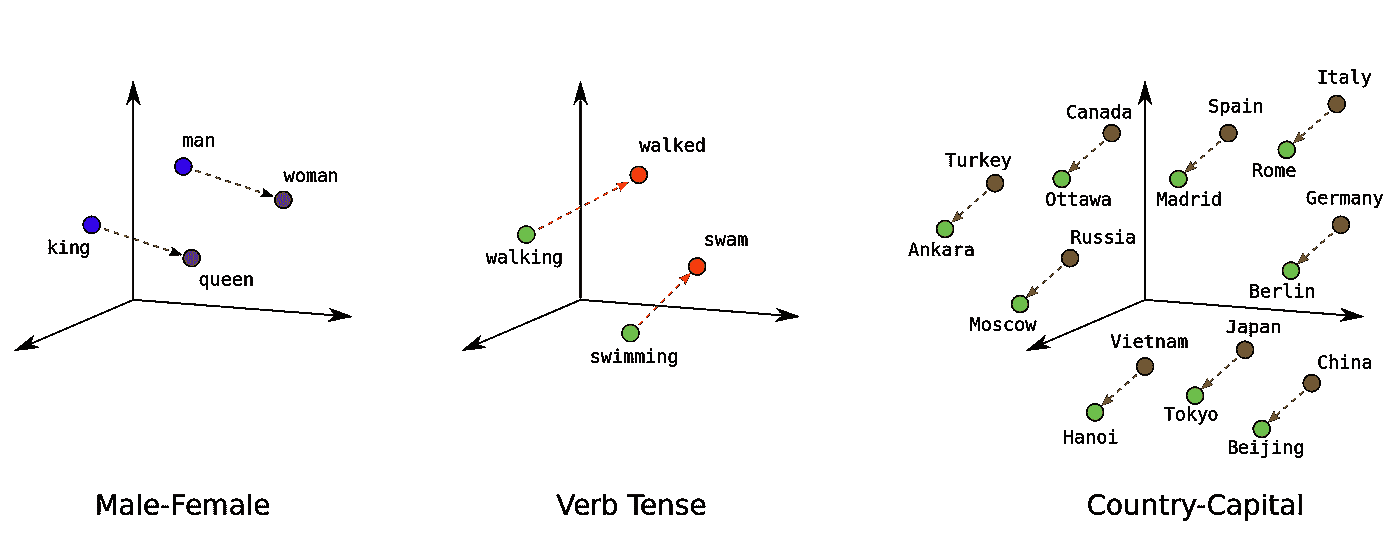 man
woman
king
queen
Male-Female
walked
walking
swam
swimming
Verb Tense
Italy
Canada
Spain
Turkey
Rome
Ottawa
Madrid
Germany
Ankara
Russia
Berlin
Moscow
Japan
Vietnam
China
Tokyo
Hanoi
Beijing
Country-Capital